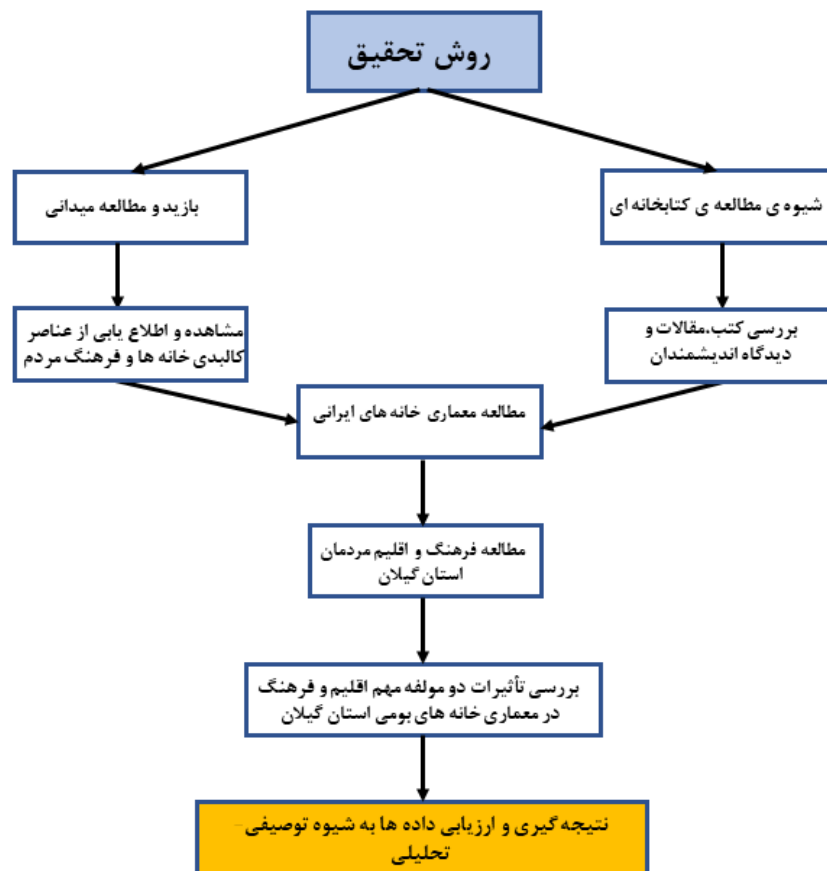 روش تحقیق
شیوه ی مطالعه ی کتابخانه ای
بازید و مطالعه میدانی
بررسی کتب،مقالات و
دیدگاه اندیشمندان
مشاهده و اطلاع یابی از عناصر
کالبدی خانه ها و فرهنگ مردم
مطالعه معماری خانه های ایرانی
مطالعه فرهنگ و اقلیم مردمان
استان گیلان
بررسی تأثیرات دو مولفه مهم اقلیم و فرهنگ
در معماری خانه های بومی استان گیلان
نتیجه گیری و ارزیابی داده ها به شیوه توصیفی-
تحلیلی